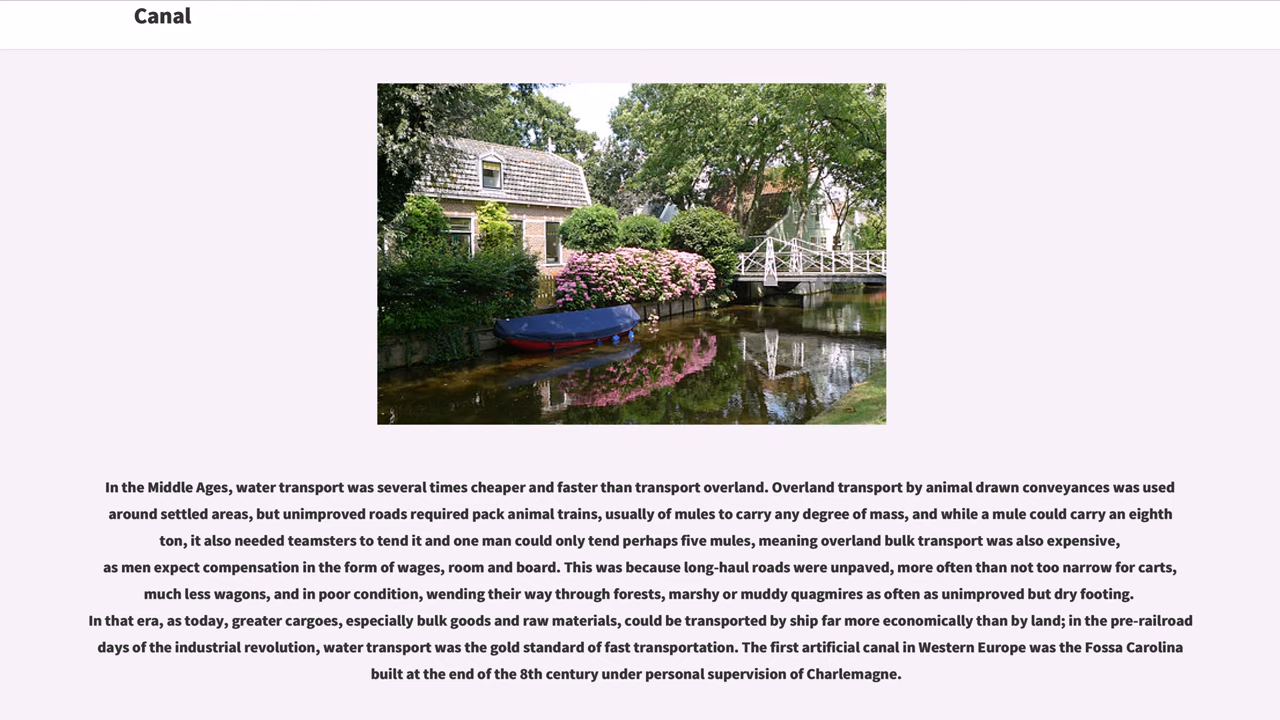 Canal
In the Middle Ages, water transport was several times cheaper and faster than transport overland. Overland transport by animal drawn conveyances was used
around settled areas, but unimproved roads required pack animal trains, usually of mules to carry any degree of mass, and while a mule could carry an eighth
ton, it also needed teamsters to tend it and one man could only tend perhaps five mules, meaning overland bulk transport was also expensive,
as men expect compensation in the form of wages, room and board. This was because long-haul roads were unpaved, more often than not too narrow for carts,
much less wagons, and in poor condition, wending their way through forests, marshy or muddy quagmires as often as unimproved but dry footing.
In that era, as today, greater cargoes, especially bulk goods and raw materials, could be transported by ship far more economically than by land; in the pre-railroad
days of the industrial revolution, water transport was the gold standard of fast transportation. The first artificial canal in Western Europe was the Fossa Carolina
built at the end of the 8th century under personal supervision of Charlemagne.